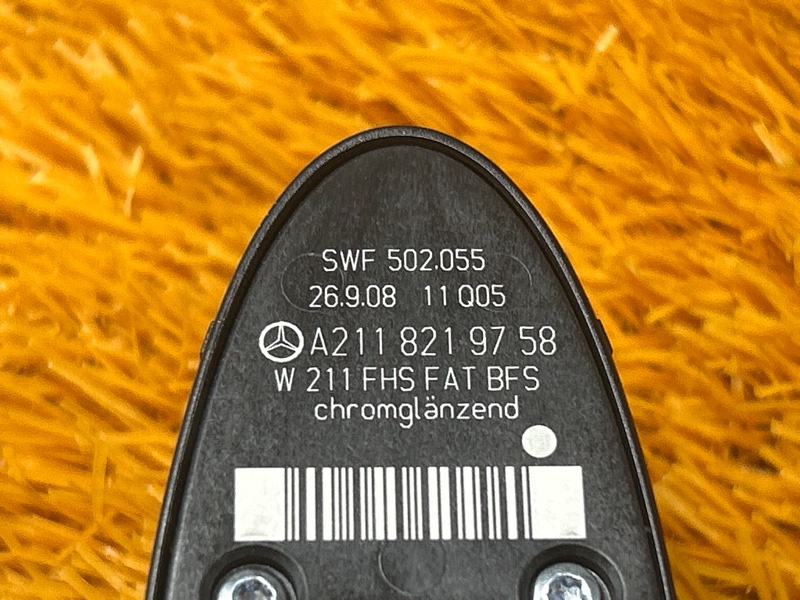 SWF 502.055
26.9.08 11 Q05
A211 821 97 58
W 211 FHS FAT BFS
chromglänzend